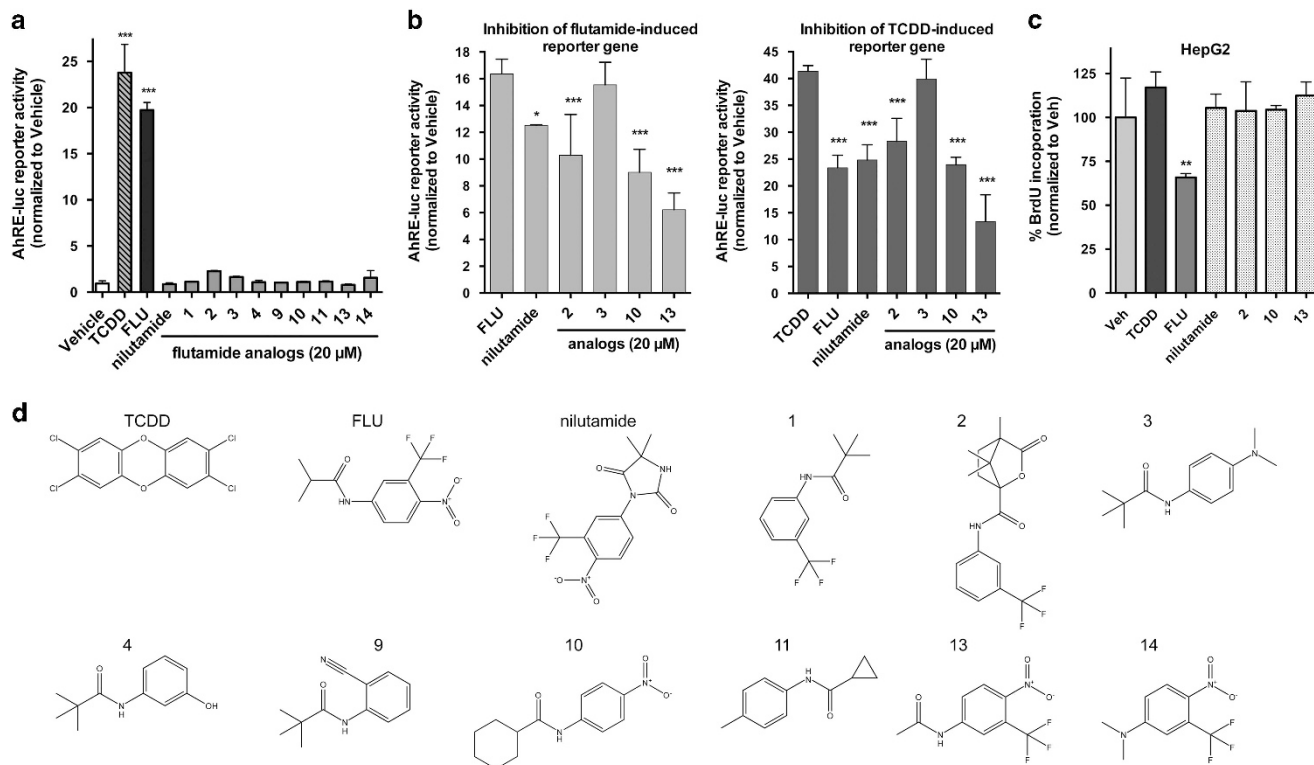 a
AhRE-luc reporter activity
(normalized to Vehicle)
25
20
15
10
5
2
0
***
***
Vehicle
TCDD
FLU
nilutamide
1
2
3
4
9
10
11
13
14
flutamide analogs (20 µM)
b
Inhibition of flutamide-induced
reporter gene
AhRE-luc reporter activity
(normalized to Vehicle)
18
16
14
12
10
8
6
4
2
0
*
***
***
***
FLU
nilutamide
2
3
10
13
analogs (20 µM)
Inhibition of TCDD-induced
reporter gene
AhRE-luc reporter activity
(normalized to Vehicle)
45
40
35
30
25
20
15
10
5
0
***
***
***
***
***
TCDD
FLU
nilutamide
2
3
10
13
analogs (20 µM)
c
HepG2
% BrdU incoporation
(normalized to Veh)
125
100
75
50
25
0
**
Veh
TCDD
FLU
nilutamide
2
10
13
d
TCDD
Cl
Cl
O
O
Cl
Cl
FLU
O
NH
F
F
F
N+
O-
O
nilutamide
O
NH
N
O
F
F
F
-O
N+
O
1
HN
O
F
F
F
2
O
O
HN
O
F
F
F
3
O
N
H
N
4
O
N
H
OH
9
N
O
N
H
10
O
N
H
O
N+
O-
11
H
N
O
13
O
NH
O
N+
O-
F
F
F
14
N
O
N+
O-
F
F
F